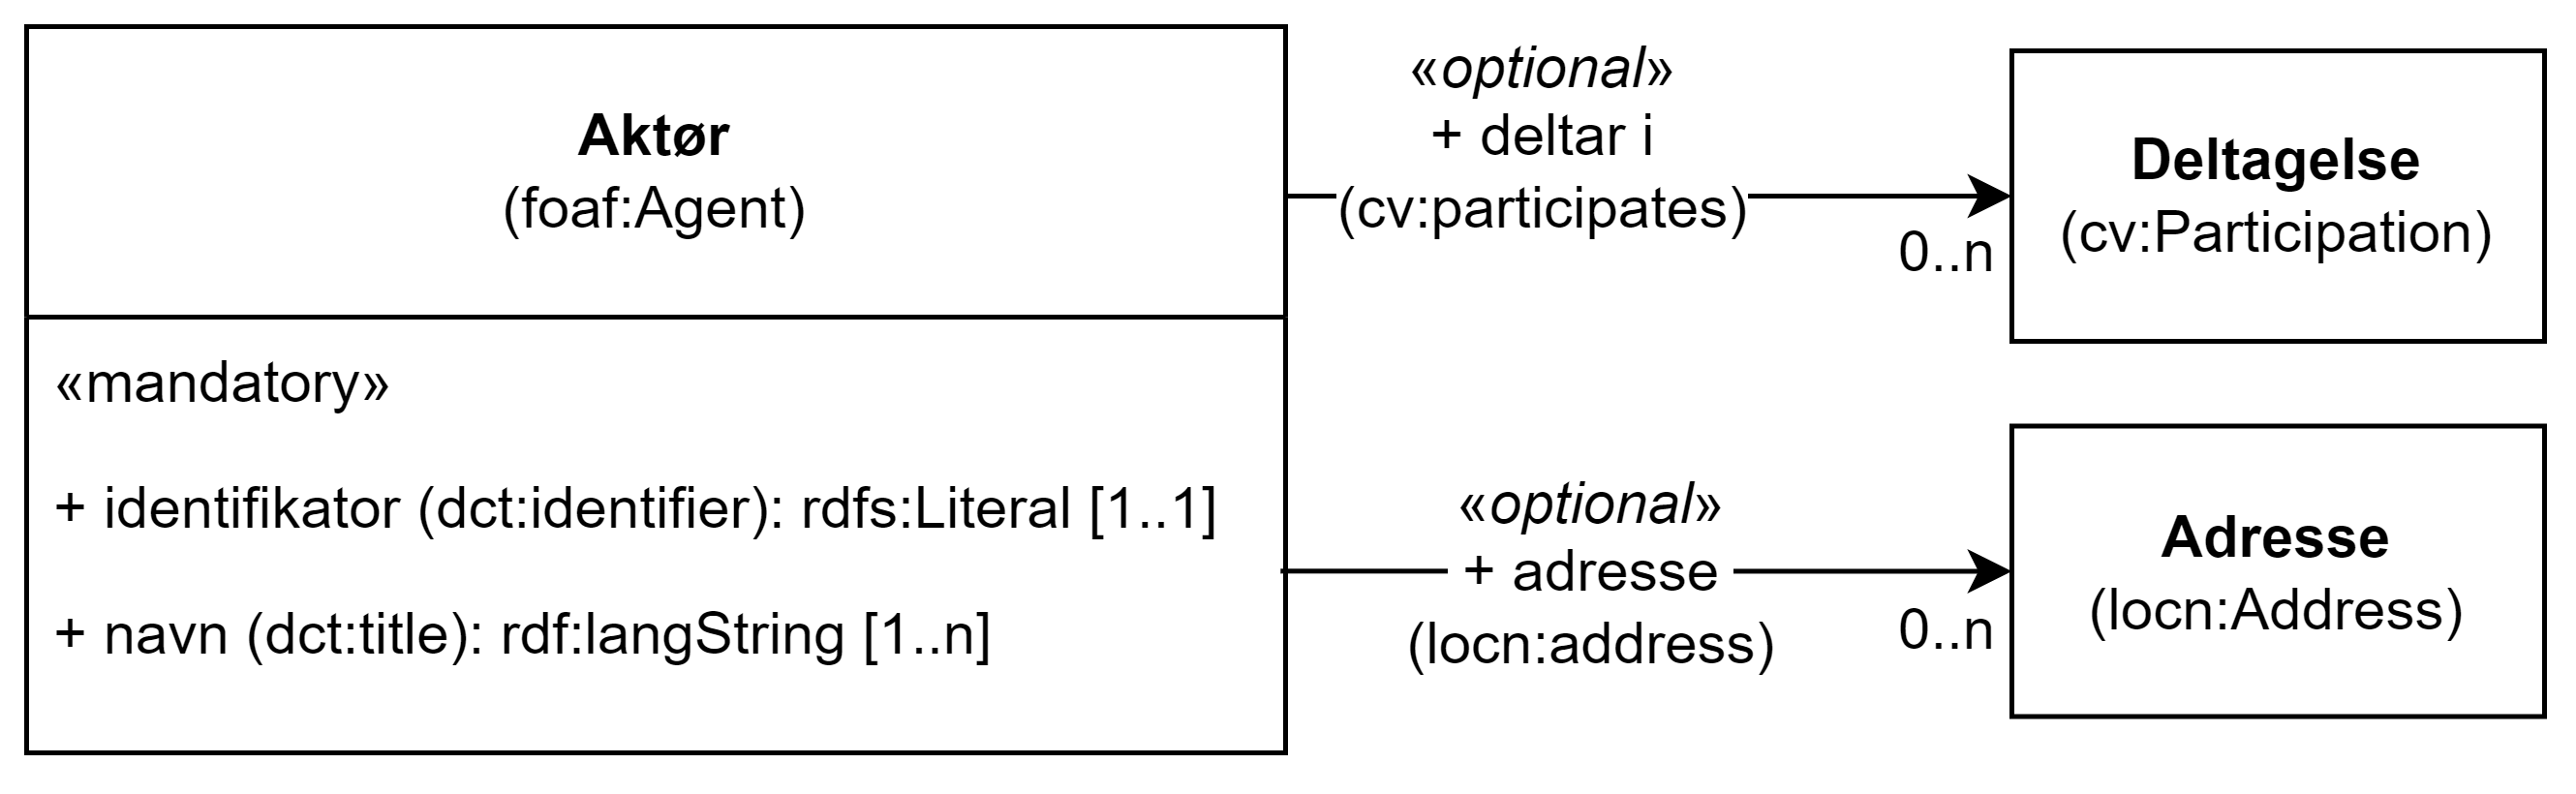 Aktør
(foaf:Agent)
«mandatory»
+ identifikator (dct:identifier): rdfs:Literal [1..1]
+ navn (dct:title): rdf:langString [1..n]
«optional»
+ deltar i
(cv:participates)
0..n
Deltagelse
(cv:Participation)
«optional»
+ adresse
(locn:address)
0..n
Adresse
(locn:Address)